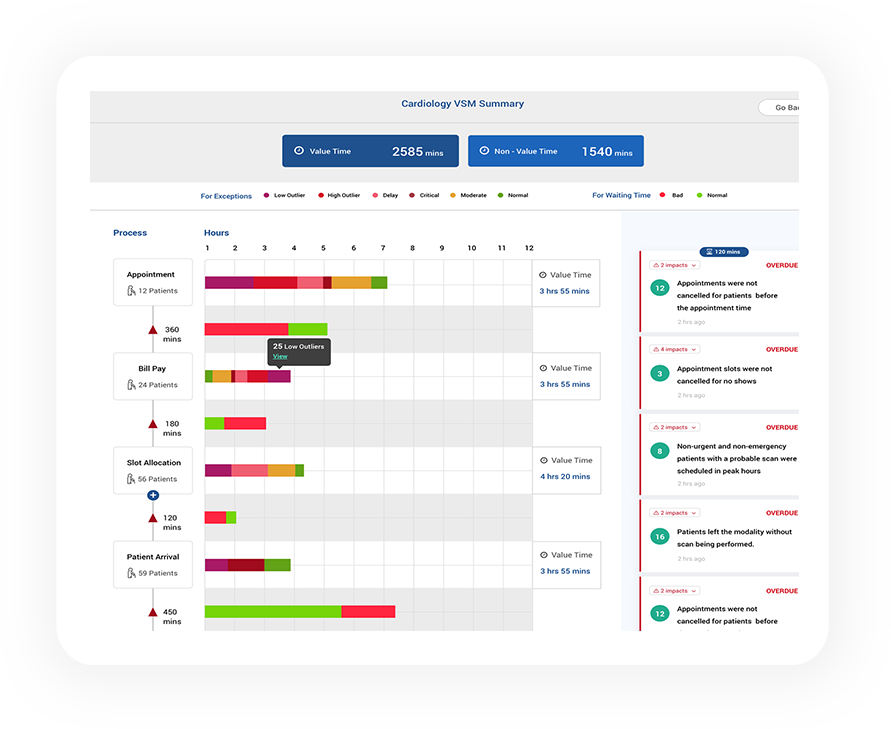 Cardiology VSM Summary
Go Bac
Value Time 2585 mins
Non - Value Time 1540 mins
For Exceptions Low Outlier High Outlier Delay Critical Moderate Normal
For Waiting Time Bad Normal
Process
Hours
1 2 3 4 5 6 7 8 9 10 11 12
Appointment
12 Patients
Value Time
3 hrs 55 mins
360
mins
25 Low Outliers
View
Bill Pay
24 Patients
Value Time
3 hrs 55 mins
180
mins
Slot Allocation
56 Patients
Value Time
4 hrs 20 mins
120
mins
Patient Arrival
59 Patients
Value Time
3 hrs 55 mins
450
mins
120 mins
2 impacts OVERDUE
12
Appointments were not
cancelled for patients before
the appointment time
2 hrs ago
4 impacts OVERDUE
3
Appointment slots were not
cancelled for no shows
2 hrs ago
2 impacts OVERDUE
8
Non-urgent and non-emergency
patients with a probable scan were
scheduled in peak hours
2 hrs ago
2 impacts OVERDUE
16
Patients left the modality without
scan being performed.
2 hrs ago
2 impacts OVERDUE
12
Appointments were not
cancelled for patients before